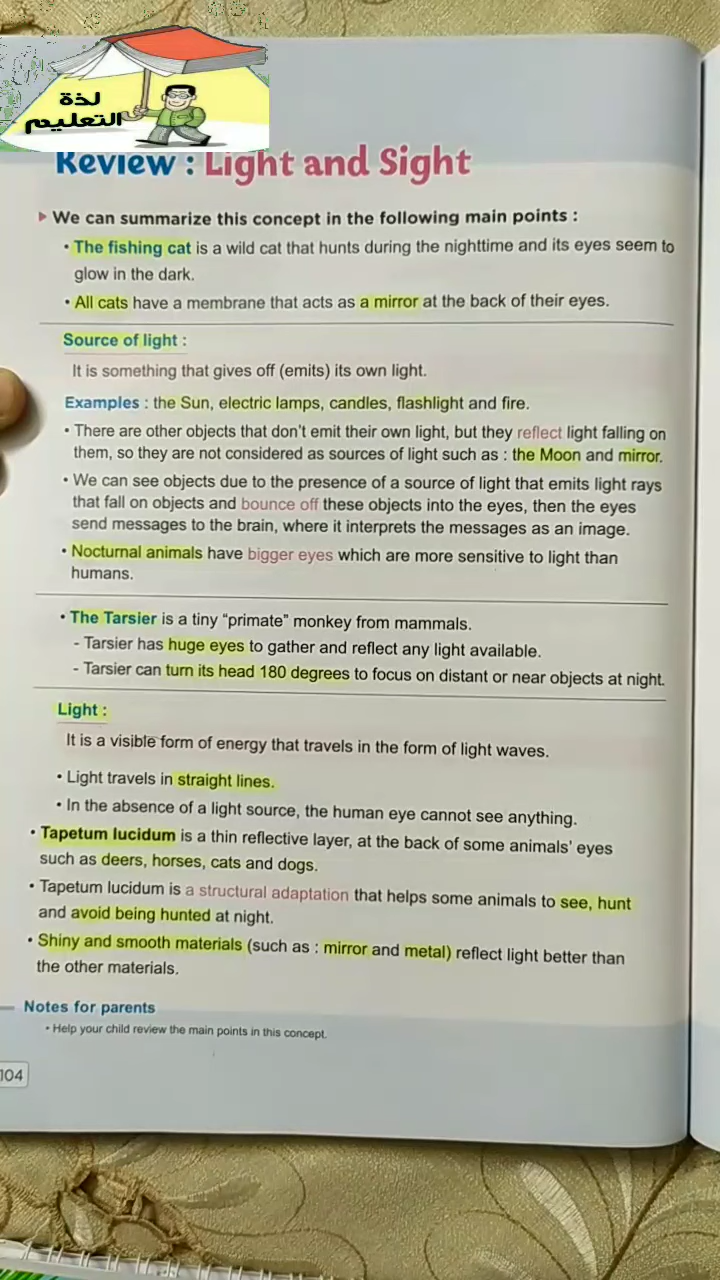 لذة
التعليم
Review : Light and Sight
We can summarize this concept in the following main points :
• The fishing cat is a wild cat that hunts during the nighttime and its eyes seem to
glow in the dark.
• All cats have a membrane that acts as a mirror at the back of their eyes.
Source of light :
It is something that gives off (emits) its own light.
Examples : the Sun, electric lamps, candles, flashlight and fire.
• There are other objects that don't emit their own light, but they reflect light falling on
them, so they are not considered as sources of light such as : the Moon and mirror.
• We can see objects due to the presence of a source of light that emits light rays
that fall on objects and bounce off these objects into the eyes, then the eyes
send messages to the brain, where it interprets the messages as an image.
• Nocturnal animals have bigger eyes which are more sensitive to light than
humans.
• The Tarsier is a tiny "primate" monkey from mammals.
- Tarsier has huge eyes to gather and reflect any light available.
- Tarsier can turn its head 180 degrees to focus on distant or near objects at night.
Light :
It is a visible form of energy that travels in the form of light waves.
• Light travels in straight lines.
• In the absence of a light source, the human eye cannot see anything.
• Tapetum lucidum is a thin reflective layer, at the back of some animals' eyes
such as deers, horses, cats and dogs.
• Tapetum lucidum is a structural adaptation that helps some animals to see, hunt
and avoid being hunted at night.
• Shiny and smooth materials (such as : mirror and metal) reflect light better than
the other materials.
Notes for parents
• Help your child review the main points in this concept.
104